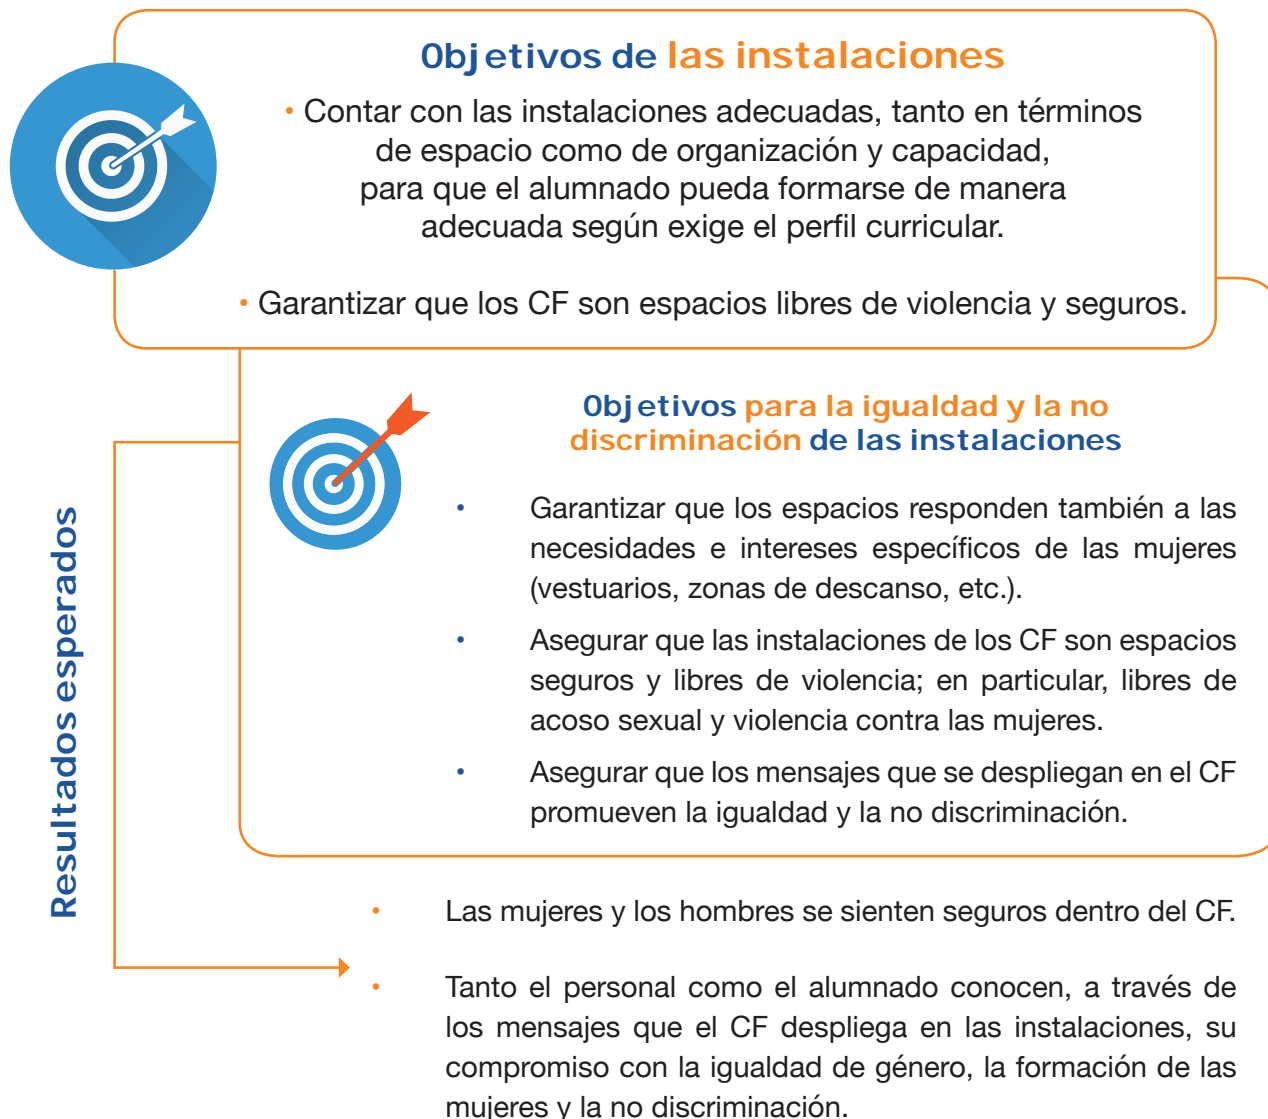 Objetivos de las instalaciones
• Contar con las instalaciones adecuadas, tanto en términos
de espacio como de organización y capacidad,
para que el alumnado pueda formarse de manera
adecuada según exige el perfil curricular.
• Garantizar que los CF son espacios libres de violencia y seguros.
Objetivos para la igualdad y la no
discriminación de las instalaciones
• Garantizar que los espacios responden también a las
necesidades e intereses específicos de las mujeres
(vestuarios, zonas de descanso, etc.).
• Asegurar que las instalaciones de los CF son espacios
seguros y libres de violencia; en particular, libres de
acoso sexual y violencia contra las mujeres.
• Asegurar que los mensajes que se despliegan en el CF
promueven la igualdad y la no discriminación.
Resultados esperados
• Las mujeres y los hombres se sienten seguros dentro del CF.
• Tanto el personal como el alumnado conocen, a través de
los mensajes que el CF despliega en las instalaciones, su
compromiso con la igualdad de género, la formación de las
mujeres y la no discriminación.